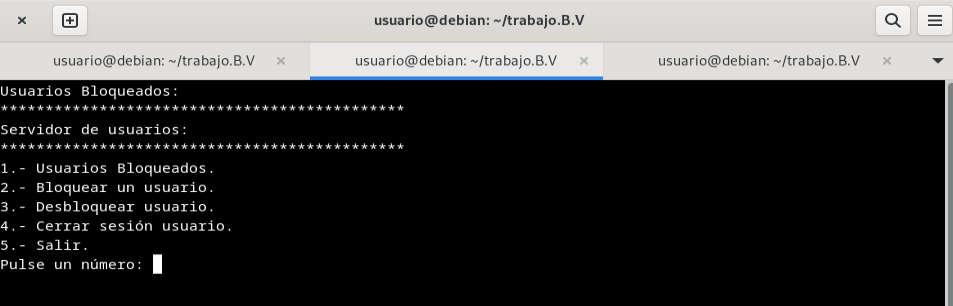 usuario@debian: ~/trabajo.B.V
usuario@debian: ~/trabajo.B.V
usuario@debian: ~/trabajo.B.V
usuario@debian: ~/trabajo.B.V
Usuarios Bloqueados:
*********************************************
Servidor de usuarios:
*********************************************
1.- Usuarios Bloqueados.
2.- Bloquear un usuario.
3.- Desbloquear usuario.
4.- Cerrar sesión usuario.
5.- Salir.
Pulse un número: